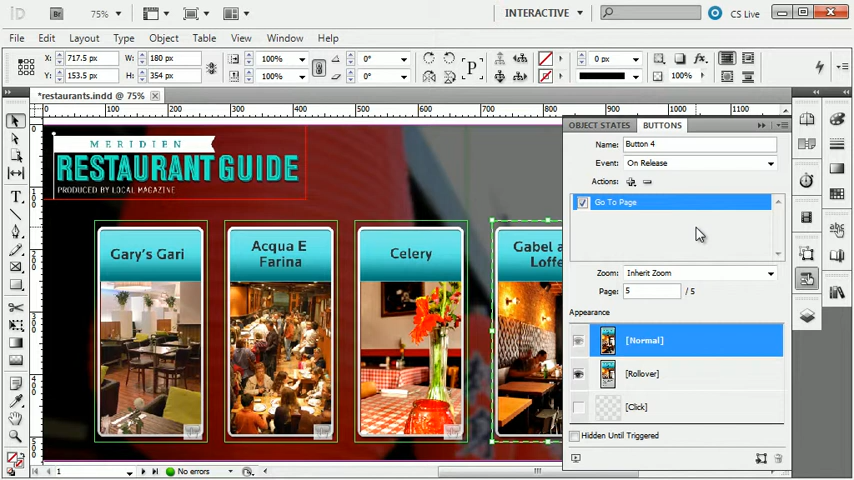 iD
Br
75%
INTERACTIVE
CS Live
File
Edit
Layout
Type
Object
Table
View
Window
Help
X: 717.5 px
W: 180 px
100%
0°
P
0 px
Y: 153.5 px
H: 354 px
100%
0°
fx.
100%
*restaurants.indd @ 75%
0 100 200 300 400 500 600 700 800 1100
OBJECT STATES
BUTTONS
Name: Button 4
Event: On Release
Actions:
Go To Page
Zoom: Inherit Zoom
Page: 5 / 5
Appearance
[Normal]
[Rollover]
[Click]
Hidden Until Triggered
MERIDIEN
RESTAURANT GUIDE
PRODUCED BY LOCAL MAGAZINE
Gary's Gari
Acqua E
Farina
Celery
Gabel a
Loffe
1
No errors